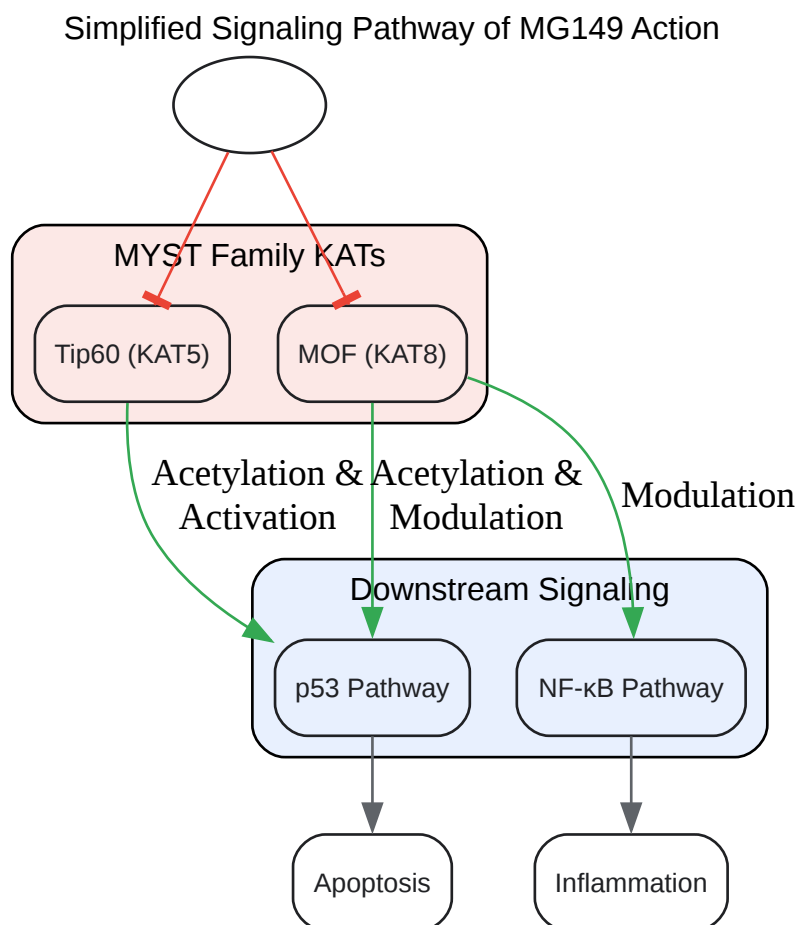 Simplified Signaling Pathway of MG149 Action
MYST Family KATs
Tip60 (KAT5)
MOF (KAT8)
Acetylation &
Activation
Acetylation &
Modulation
Modulation
Downstream Signaling
p53 Pathway
NF-κB Pathway
Apoptosis
Inflammation